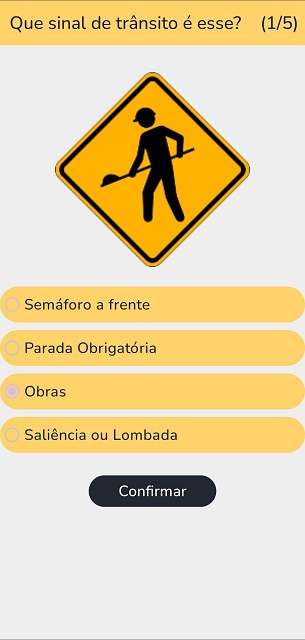 Que sinal de trânsito é esse? (1/5)
Semáforo a frente
Parada Obrigatória
Obras
Saliência ou Lombada
Confirmar